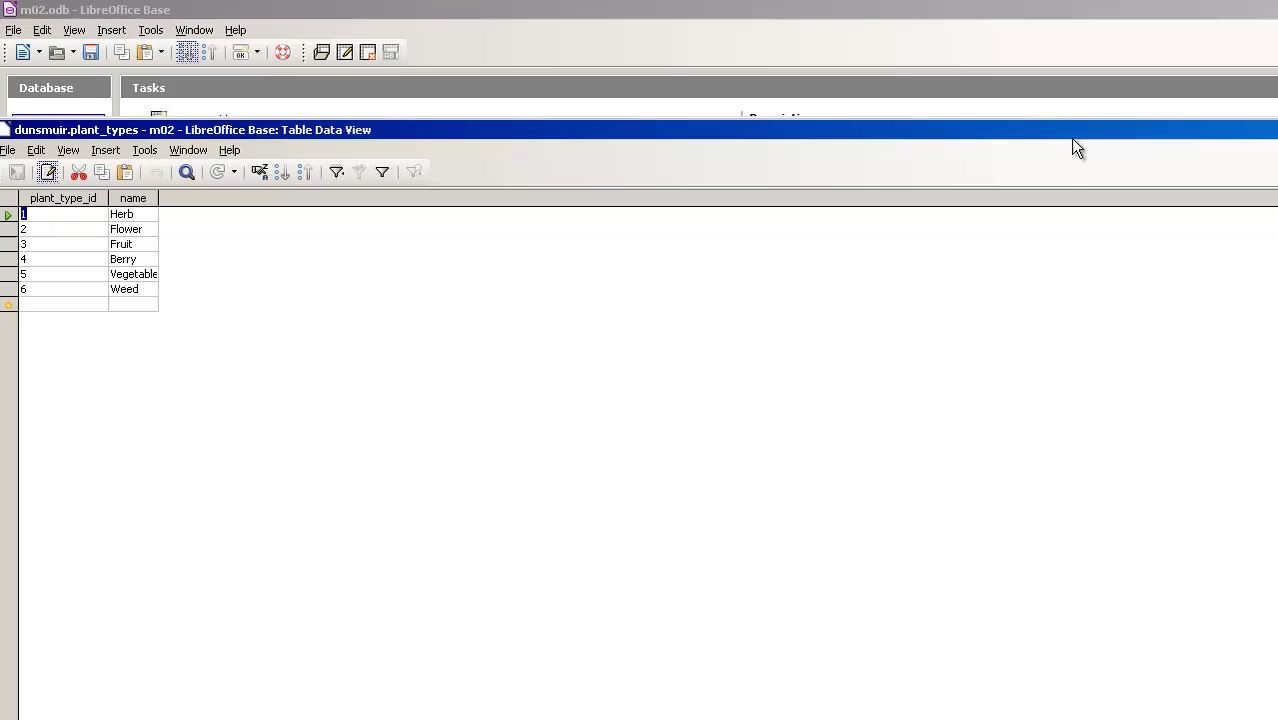 m02.odb - LibreOffice Base
File Edit View Insert Tools Window Help
OK
Database Tasks
dunsmuir.plant_types - m02 - LibreOffice Base: Table Data View
File Edit View Insert Tools Window Help
plant_type_id name
1 Herb
2 Flower
3 Fruit
4 Berry
5 Vegetable
6 Weed